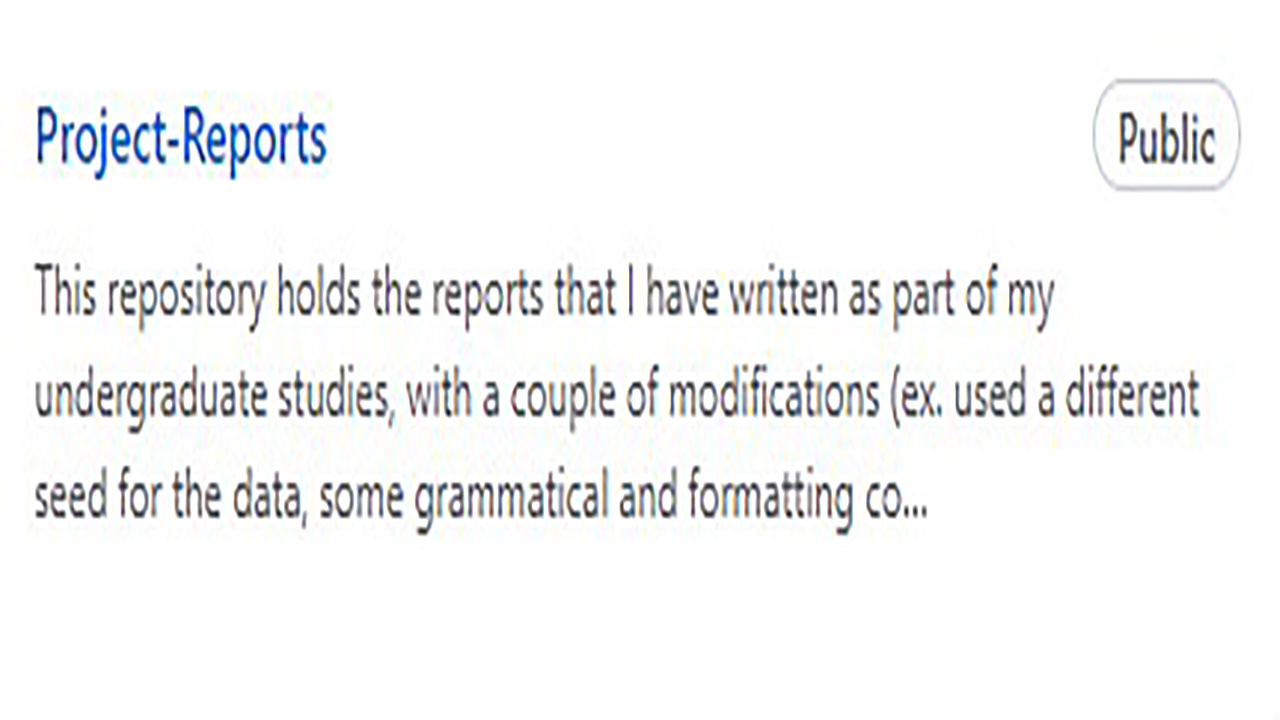 Project-Reports
Public
This repository holds the reports that I have written as part of my
undergraduate studies, with a couple of modifications (ex. used a different
seed for the data, some grammatical and formatting co...